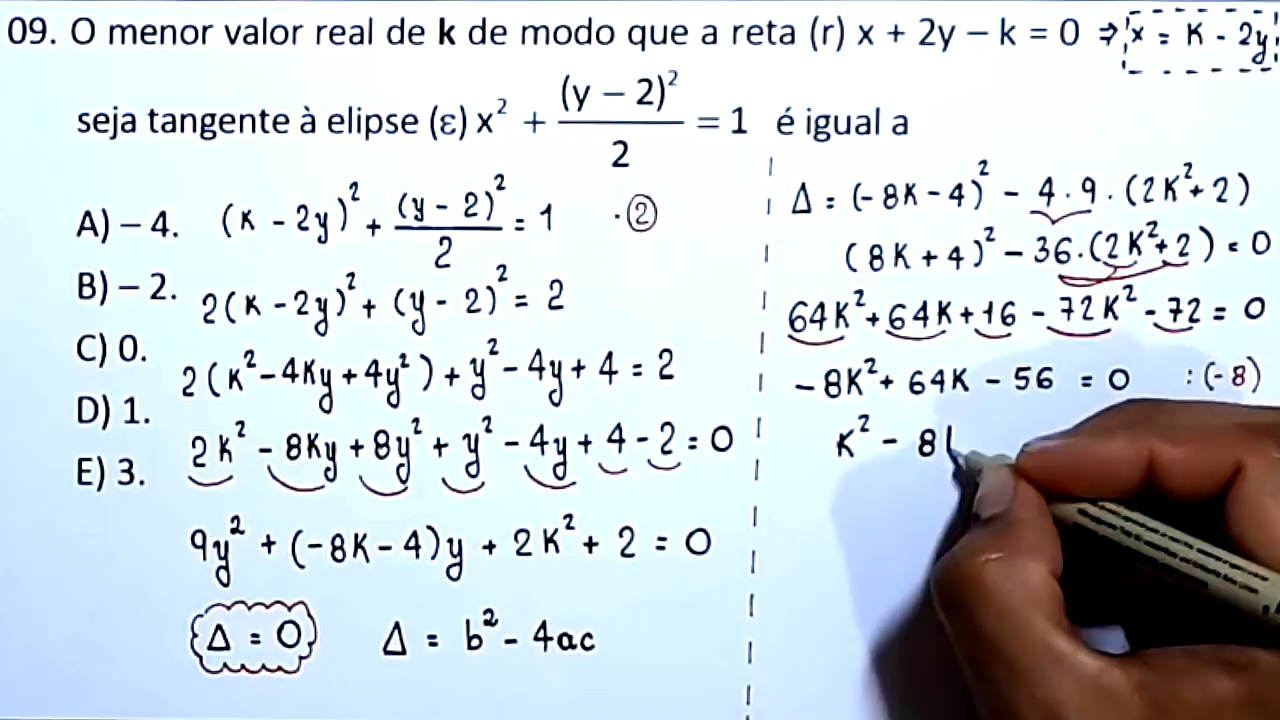 09. O menor valor real de k de modo que a reta (r) x + 2y – k = 0 ⇒ x = K - 2y
seja tangente à elipse (ε) x² + (y – 2)²/2 = 1 é igual a
A) – 4.
B) – 2.
C) 0.
D) 1.
E) 3.
(K - 2y)² + (y - 2)²/2 = 1 .②
2(K - 2y)² + (y - 2)² = 2
2(K² - 4Ky + 4y²) + y² - 4y + 4 = 2
2K² - 8Ky + 8y² + y² - 4y + 4 - 2 = 0
9y² + (-8K - 4)y + 2K² + 2 = 0
Δ = 0 Δ = b² - 4ac
Δ = (-8K - 4)² - 4 . 9 . (2K² + 2)
(8K + 4)² - 36.(2K² + 2) = 0
64K² + 64K + 16 - 72K² - 72 = 0
- 8K² + 64K - 56 = 0 : (-8)
K² - 8